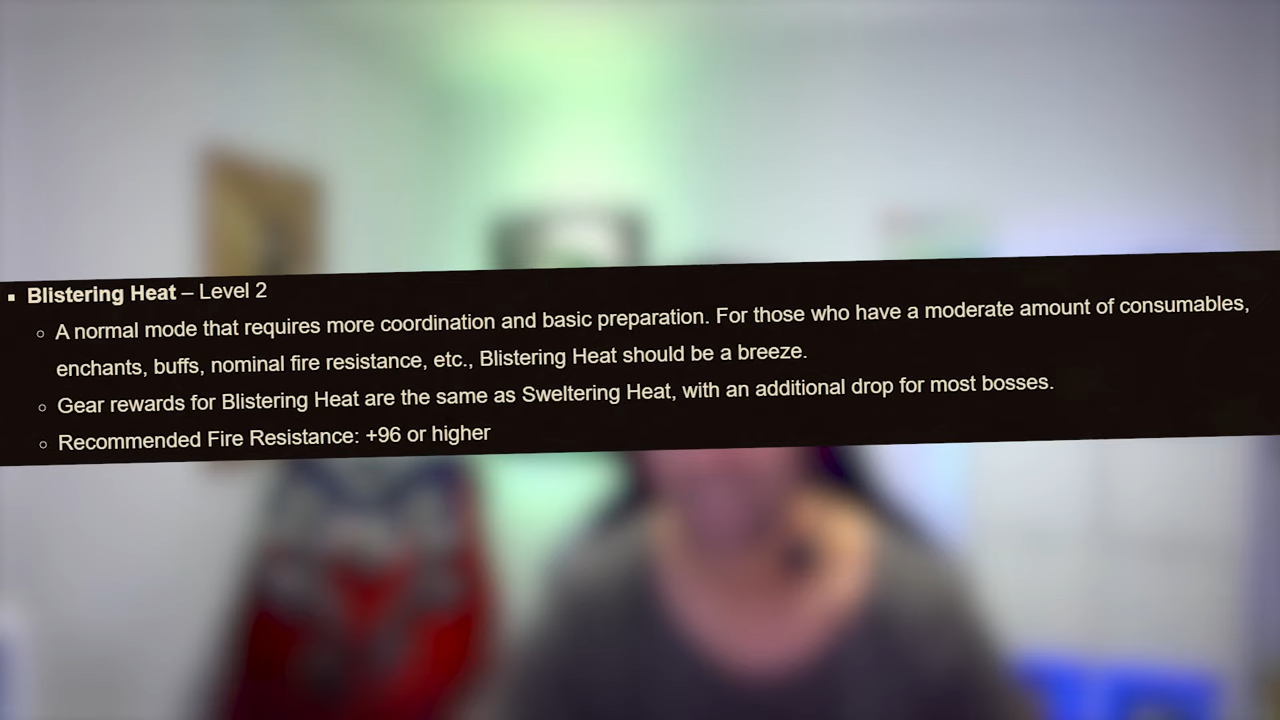 ▪ Blistering Heat – Level 2
○ A normal mode that requires more coordination and basic preparation. For those who have a moderate amount of consumables,
enchants, buffs, nominal fire resistance, etc., Blistering Heat should be a breeze.
○ Gear rewards for Blistering Heat are the same as Sweltering Heat, with an additional drop for most bosses.
○ Recommended Fire Resistance: +96 or higher